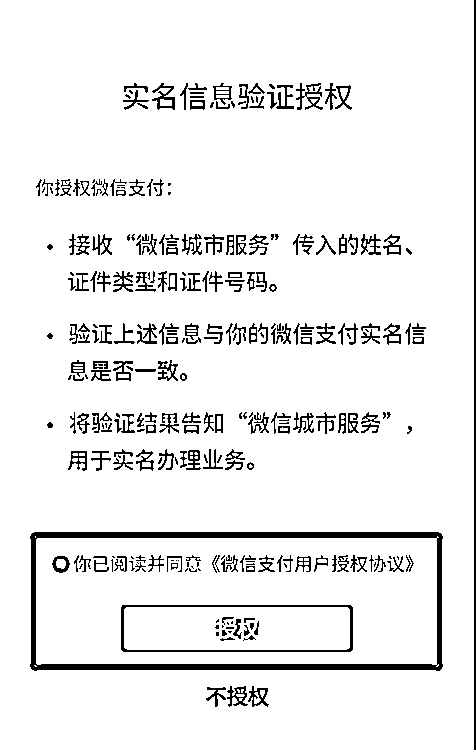 实名信息验证授权
你授权微信支付：
• 接收“微信城市服务”传入的姓名、
证件类型和证件号码。
• 验证上述信息与你的微信支付实名信
息是否一致。
• 将验证结果告知“微信城市服务”，
用于实名办理业务。
你已阅读并同意《微信支付用户授权协议》
授权
不授权